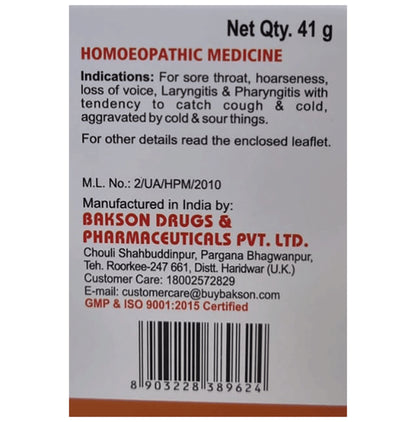 Net Qty. 41 g
HOMOEOPATHIC MEDICINE
Indications: For sore throat, hoarseness,
loss of voice, Laryngitis & Pharyngitis with
tendency to catch cough & cold,
aggravated by cold & sour things.
For other details read the enclosed leaflet.
M.L. No.: 2/UA/HPM/2010
Manufactured in India by:
BAKSON DRUGS &
PHARMACEUTICALS PVT. LTD.
Chouli Shahbuddinpur, Pargana Bhagwanpur,
Teh. Roorkee-247 661, Distt. Haridwar (U.K.)
Customer Care: 18002572829
E-mail: customercare@buybakson.com
GMP & ISO 9001:2015 Certified
8 903228 389624